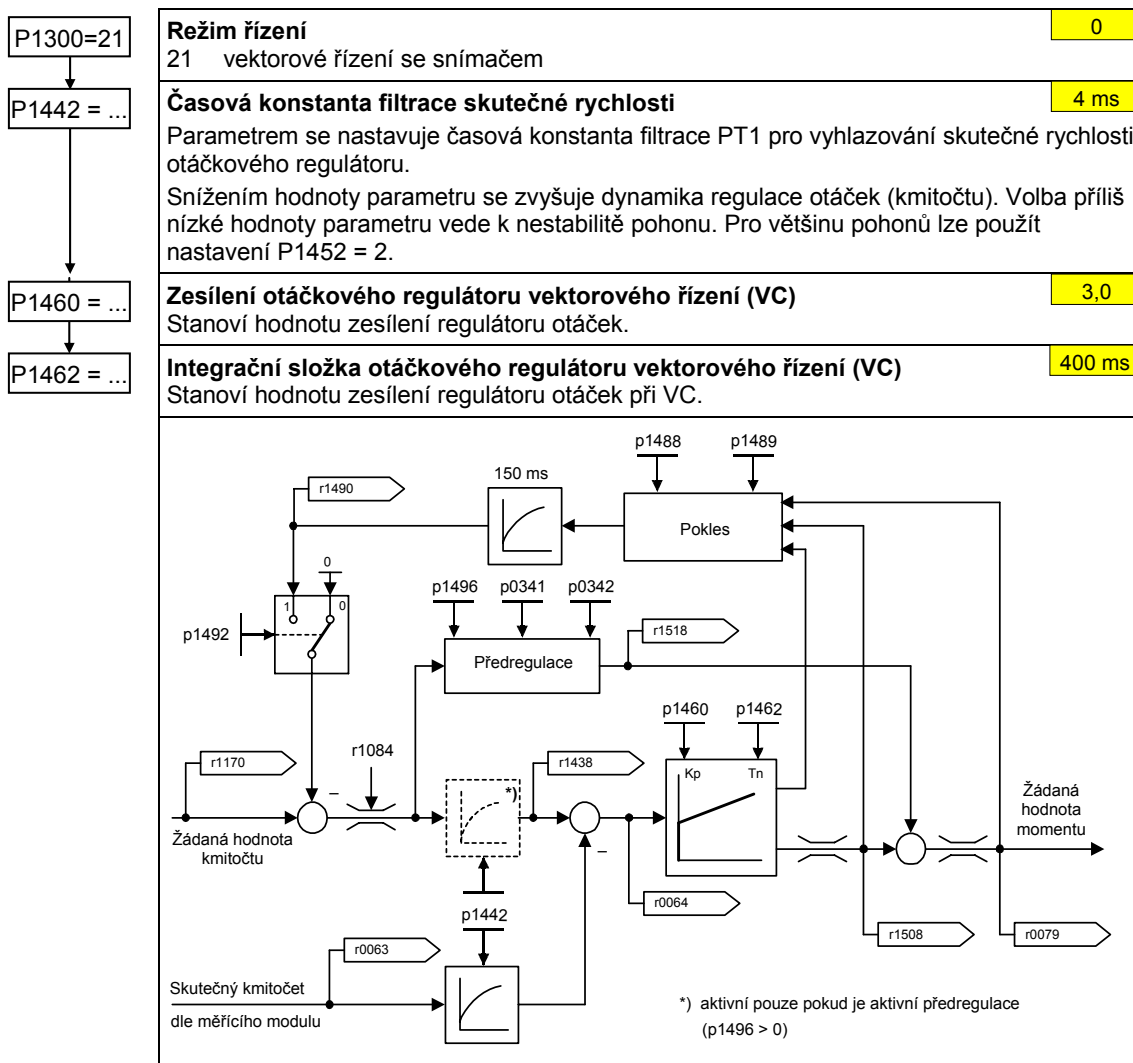 P1300=21
Režim řízení
0
21 vektorové řízení se snímačem
P1442 = ...
Časová konstanta filtrace skutečné rychlosti
4 ms
Parametrem se nastavuje časová konstanta filtrace PT1 pro vyhlazování skutečné rychlosti
otáčkového regulátoru.
Snížením hodnoty parametru se zvyšuje dynamika regulace otáček (kmitočtu). Volba příliš
nízké hodnoty parametru vede k nestabilitě pohonu. Pro většinu pohonů lze použít
nastavení P1452 = 2.
P1460 = ...
Zesílení otáčkového regulátoru vektorového řízení (VC)
3,0
Stanoví hodnotu zesílení regulátoru otáček.
P1462 = ...
Integrační složka otáčkového regulátoru vektorového řízení (VC)
400 ms
Stanoví hodnotu zesílení regulátoru otáček při VC.
p1488
p1489
150 ms
r1490
Pokles
0
1
0
p1492
p1496
p0341
p0342
r1518
Předregulace
p1460
p1462
r1170
r1084
r1438
Kp
Tn
*)
–
Žádaná hodnota
kmitočtu
–
Žádaná
hodnota
momentu
r0064
p1442
r1508
r0079
r0063
Skutečný kmitočet
dle měřícího modulu
*) aktivní pouze pokud je aktivní předregulace
(p1496 > 0)